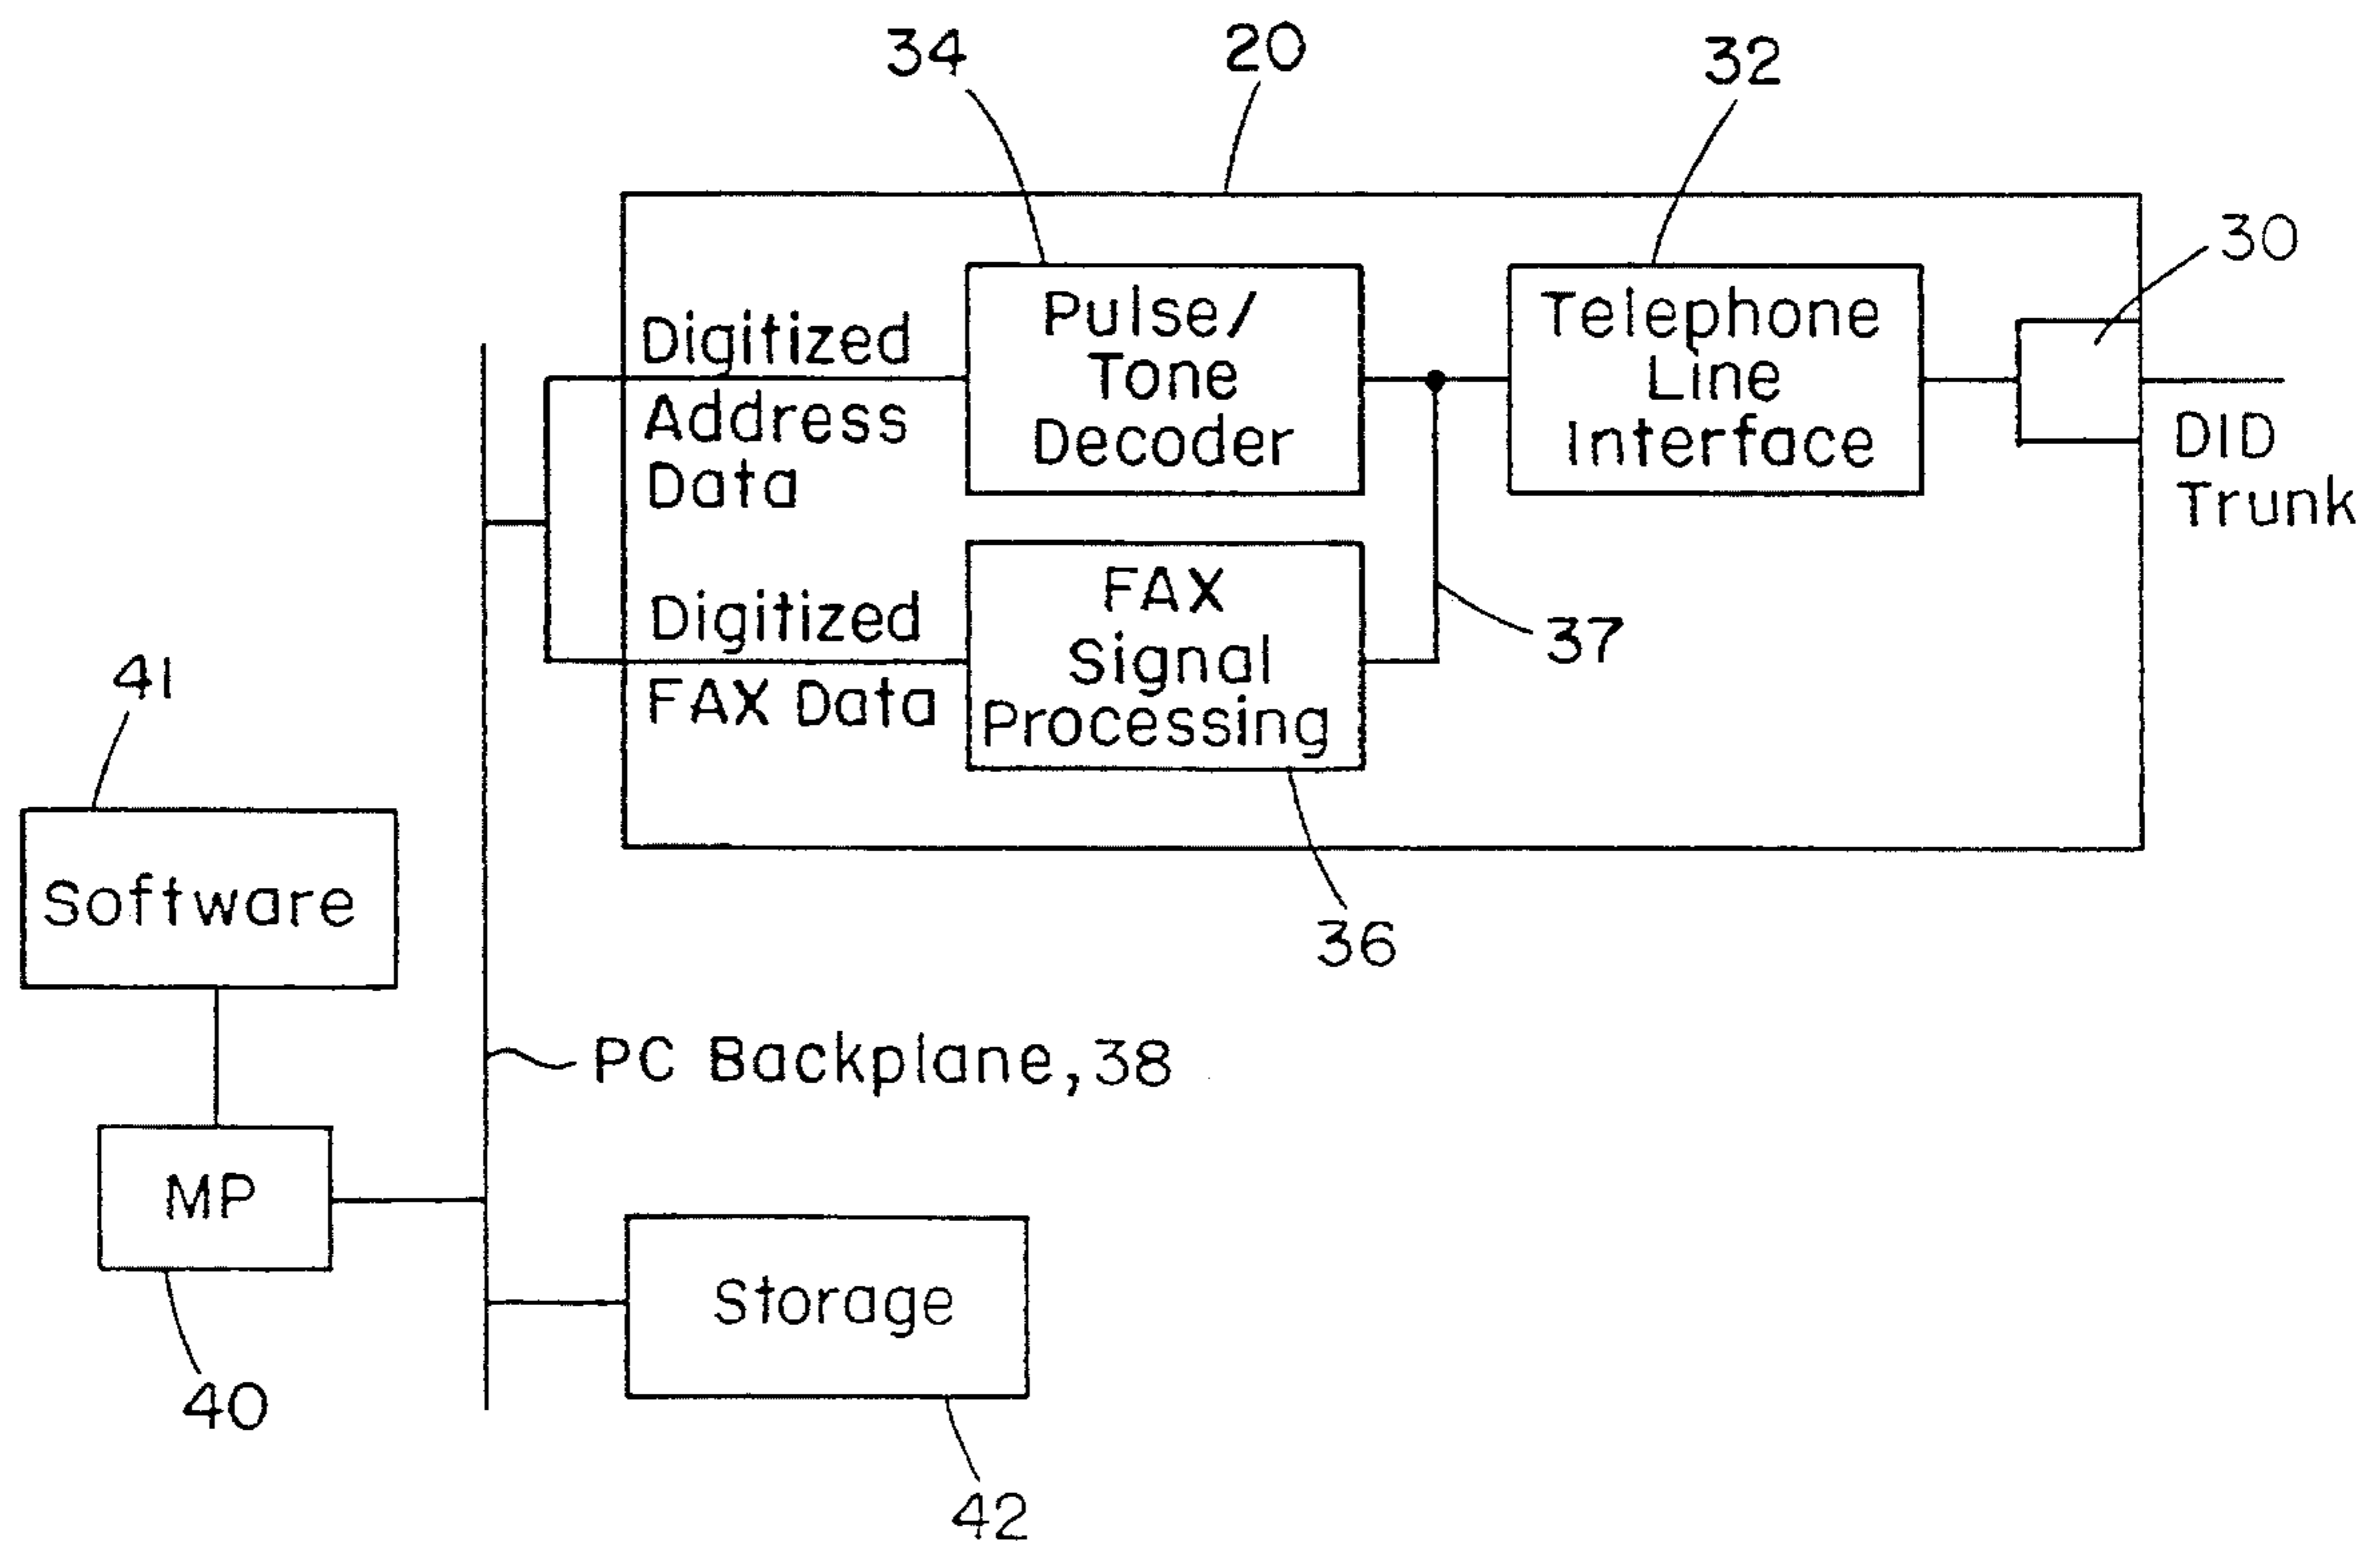 34
20
32
30
Digitized
Address
Data
Pulse/
Tone
Decoder
Telephone
Line
Interface
DID
Trunk
Digitized
FAX Data
FAX
Signal
Processing
37
41
36
Software
PC Backplane,38
MP
Storage
40
42